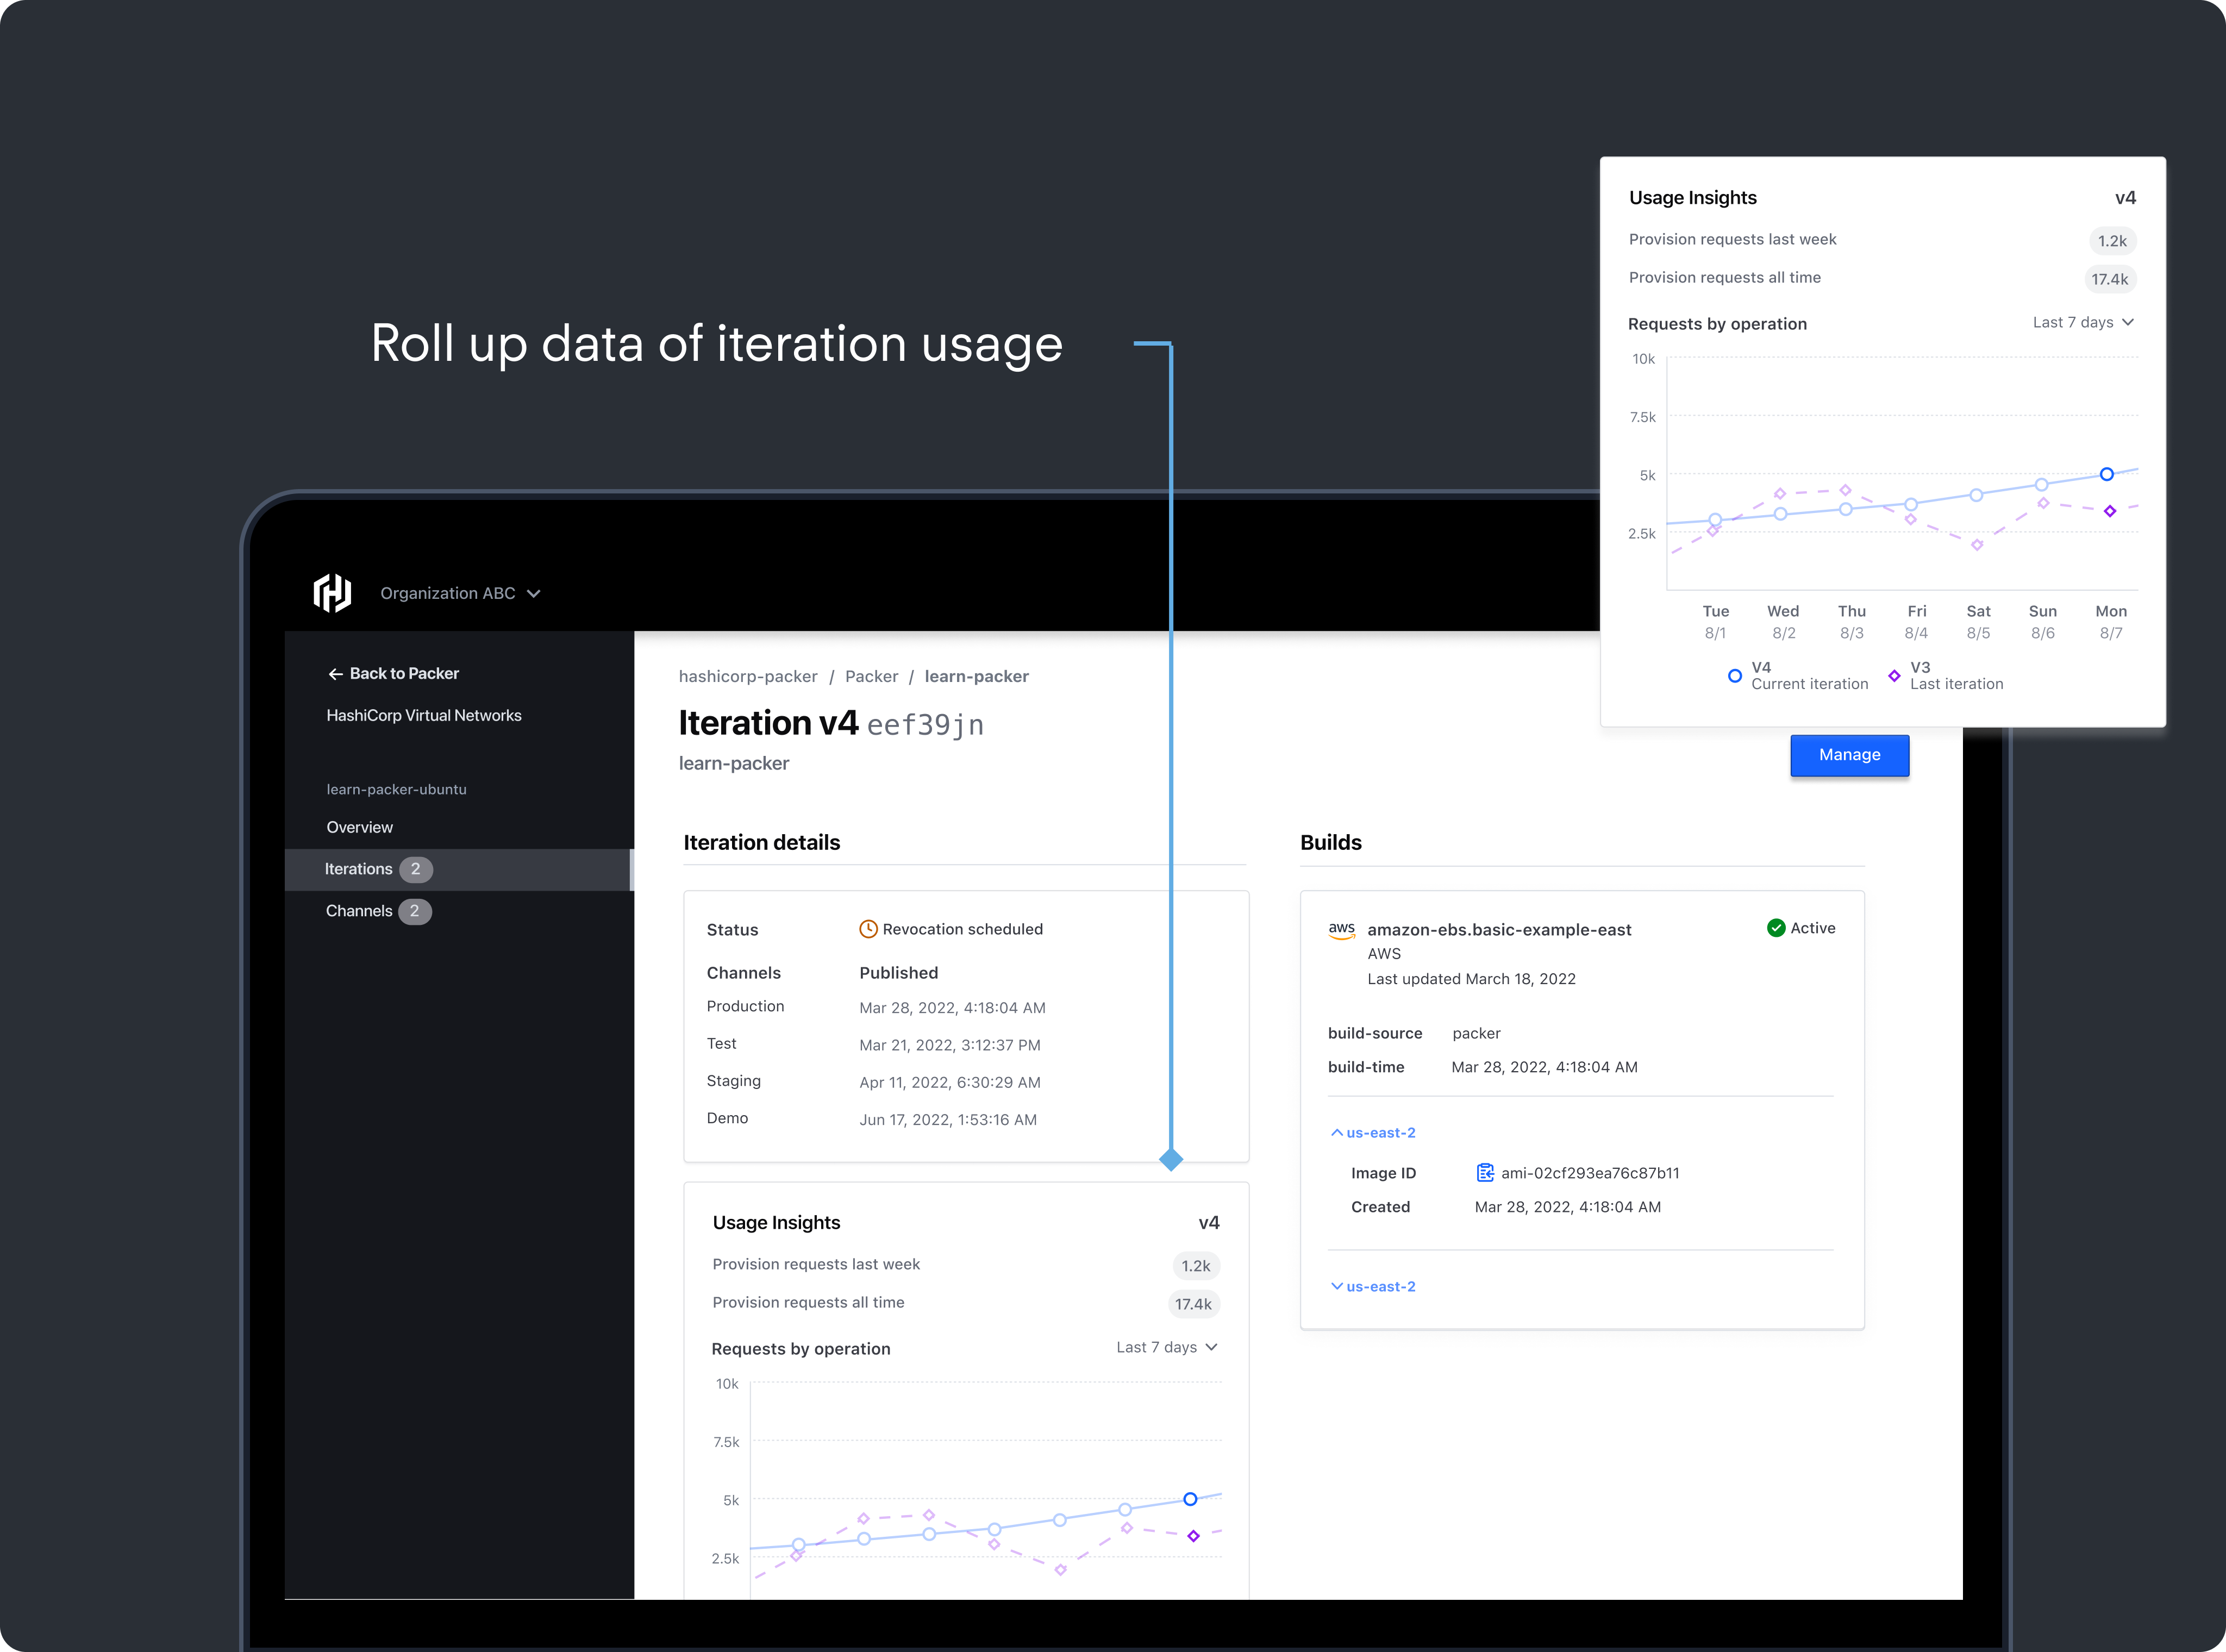 Roll up data of iteration usage
Usage Insights v4
Provision requests last week 1.2k
Provision requests all time 17.4k
Requests by operation Last 7 days
10k
7.5k
5k
2.5k
Tue Wed Thu Fri Sat Sun Mon
8/1 8/2 8/3 8/4 8/5 8/6 8/7
V4 V3
Current iteration Last iteration
Organization ABC
Back to Packer
HashiCorp Virtual Networks
learn-packer-ubuntu
Overview
Iterations 2
Channels 2
hashicorp-packer / Packer / learn-packer
Iteration v4 eef39jn
learn-packer
Manage
Iteration details
Status Revocation scheduled
Channels Published
Production Mar 28, 2022, 4:18:04 AM
Test Mar 21, 2022, 3:12:37 PM
Staging Apr 11, 2022, 6:30:29 AM
Demo Jun 17, 2022, 1:53:16 AM
Usage Insights v4
Provision requests last week 1.2k
Provision requests all time 17.4k
Requests by operation Last 7 days
10k
7.5k
5k
2.5k
Builds
aws amazon-ebs.basic-example-east Active
AWS
Last updated March 18, 2022
build-source packer
build-time Mar 28, 2022, 4:18:04 AM
us-east-2
Image ID ami-02cf293ea76c87b11
Created Mar 28, 2022, 4:18:04 AM
us-east-2